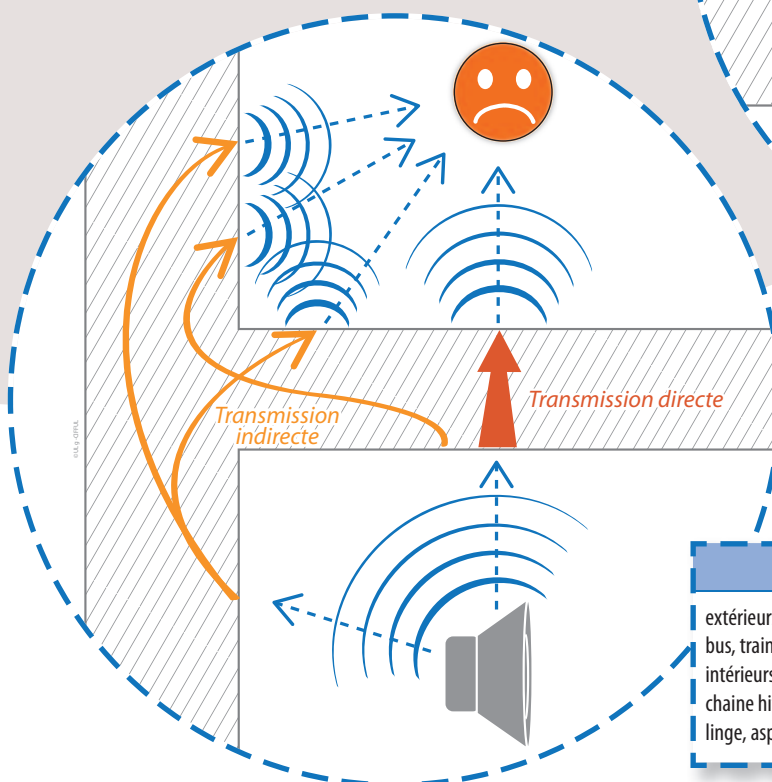 Transmission
indirecte
Transmission directe
extérieur
bus, train
intérieurs
chaine hi
linge, asp